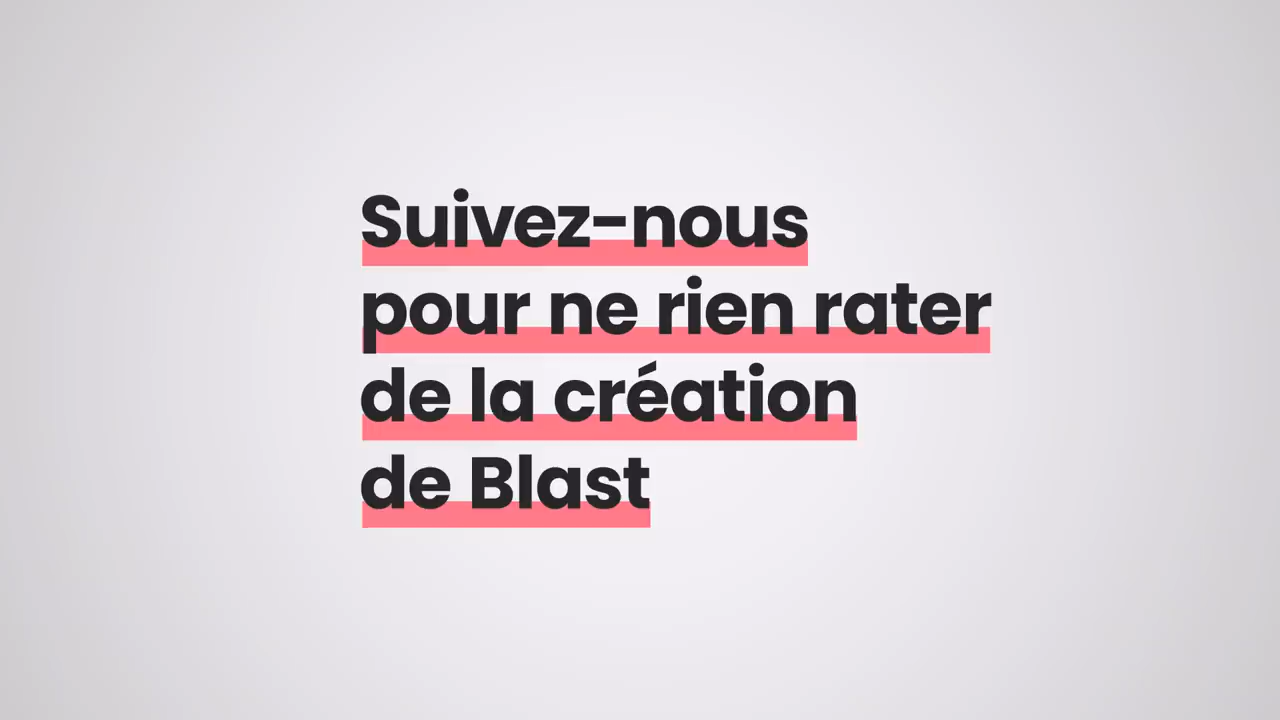 Suivez-nous
pour ne rien rater
de la création
de Blast